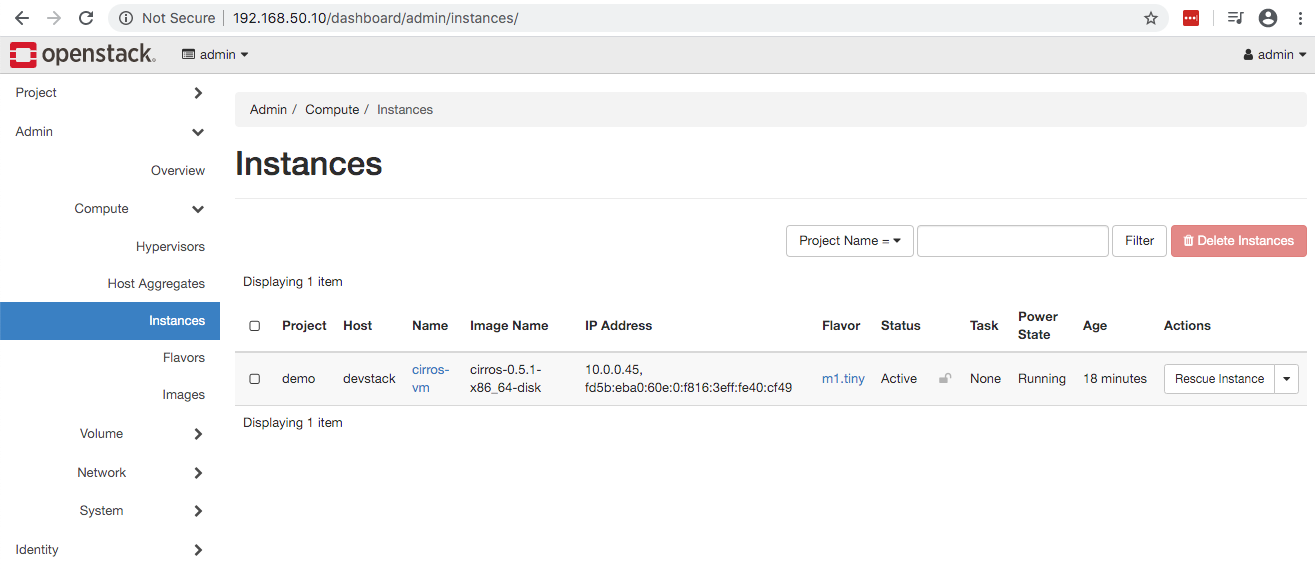 Not Secure 192.168.50.10/dashboard/admin/instances/
openstack. admin admin
Project
Admin / Compute / Instances
Admin
Instances
Overview
Compute
Hypervisors
Project Name = Filter Delete Instances
Host Aggregates
Displaying 1 item
Instances
Project Host Name Image Name IP Address Flavor Status Task Power State Age Actions
Flavors
demo devstack cirros-vm cirros-0.5.1-x86_64-disk 10.0.0.45, fd5b:eba0:60e:0:f816:3eff:fe40:cf49 m1.tiny Active None Running 18 minutes Rescue Instance
Images
Displaying 1 item
Volume
Network
System
Identity